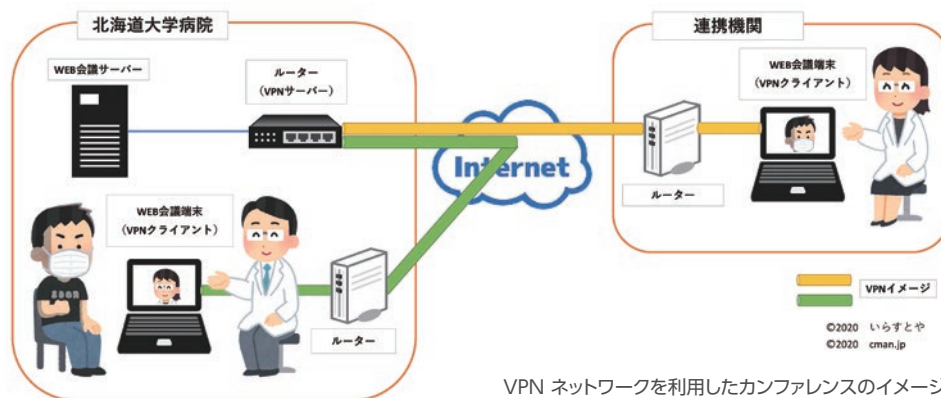 北海道大学病院
WEB会議サーバー
ルーター
（VPNサーバー）
Internet
WEB会議端末
（VPNクライアント）
ルーター
連携機関
WEB会議端末
（VPNクライアント）
ルーター
VPNイメージ
©2020 いらすとや
©2020 cman.jp
VPN ネットワークを利用したカンファレンスのイメージ